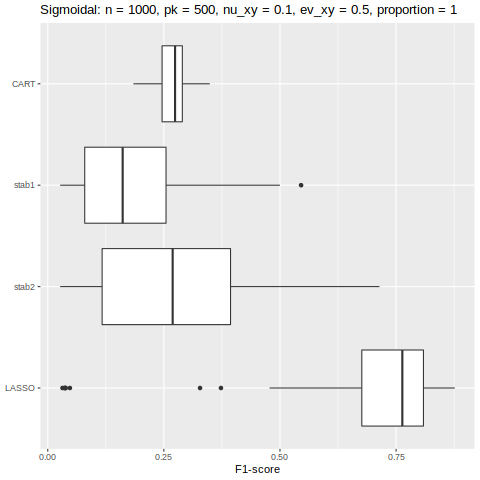 Sigmoidal: n = 1000, pk = 500, nu_xy = 0.1, ev_xy = 0.5, proportion = 1
CART
stab1
stab2
LASSO
0.00 0.25 0.50 0.75
F1-score